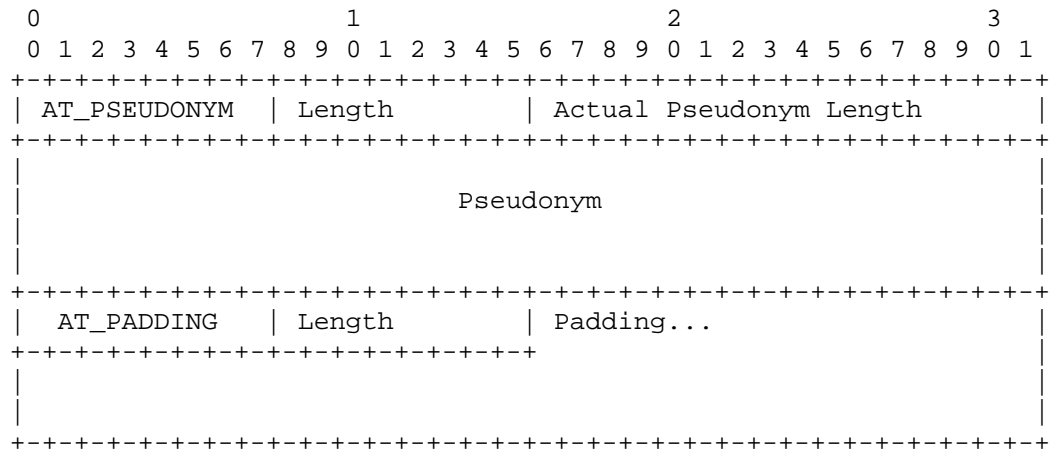 0                   1                   2                   3
 0 1 2 3 4 5 6 7 8 9 0 1 2 3 4 5 6 7 8 9 0 1 2 3 4 5 6 7 8 9 0 1
+-+-+-+-+-+-+-+-+-+-+-+-+-+-+-+-+-+-+-+-+-+-+-+-+-+-+-+-+-+-+-+-+
| AT_PSEUDONYM  | Length        | Actual Pseudonym Length       |
+-+-+-+-+-+-+-+-+-+-+-+-+-+-+-+-+-+-+-+-+-+-+-+-+-+-+-+-+-+-+-+-+
|                                                               |
|                           Pseudonym                           |
|                                                               |
|                                                               |
+-+-+-+-+-+-+-+-+-+-+-+-+-+-+-+-+-+-+-+-+-+-+-+-+-+-+-+-+-+-+-+-+
|  AT_PADDING   | Length        | Padding...                    |
+-+-+-+-+-+-+-+-+-+-+-+-+-+-+-+-+                               |
|                                                               |
|                                                               |
+-+-+-+-+-+-+-+-+-+-+-+-+-+-+-+-+-+-+-+-+-+-+-+-+-+-+-+-+-+-+-+-+